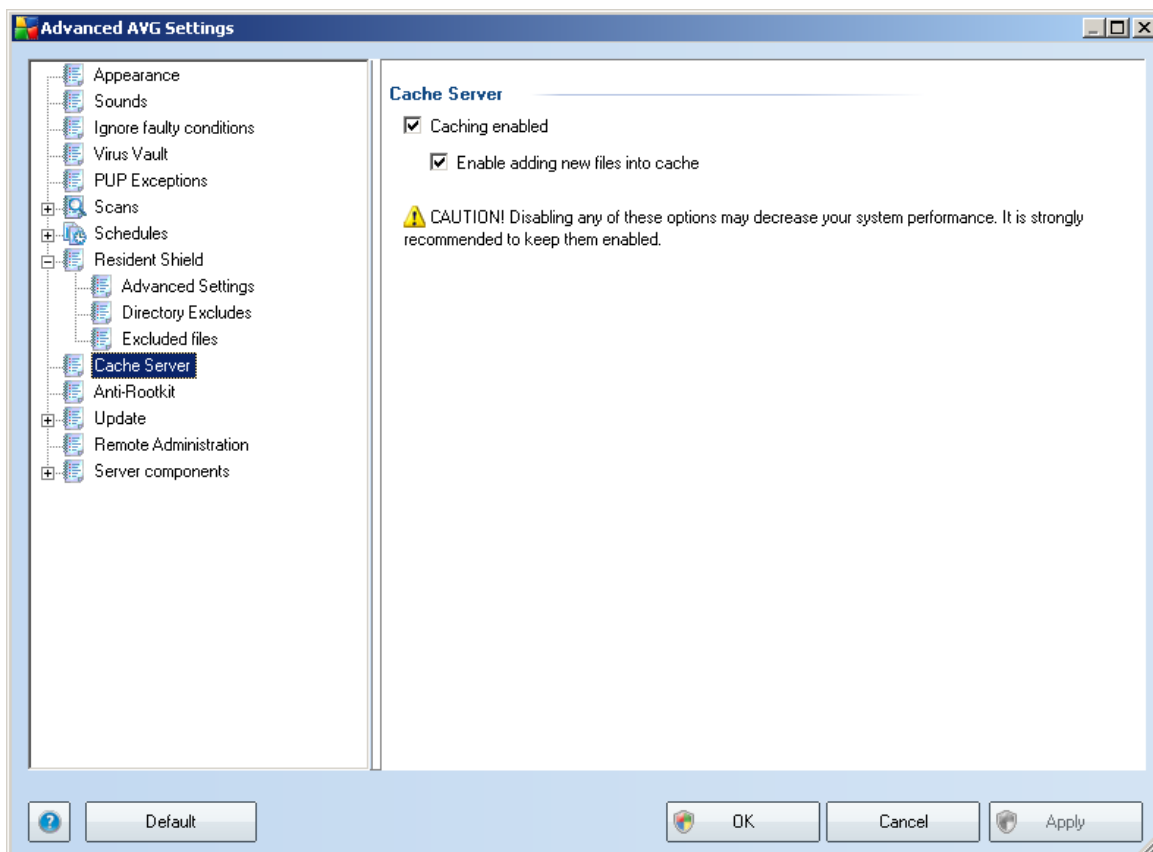 Advanced AVG Settings
Appearance
Sounds
Ignore faulty conditions
Virus Vault
PUP Exceptions
Scans
Schedules
Resident Shield
Advanced Settings
Directory Excludes
Excluded files
Cache Server
Anti-Rootkit
Update
Remote Administration
Server components
Cache Server
Caching enabled
Enable adding new files into cache
CAUTION! Disabling any of these options may decrease your system performance. It is strongly
recommended to keep them enabled.
Default
OK
Cancel
Apply